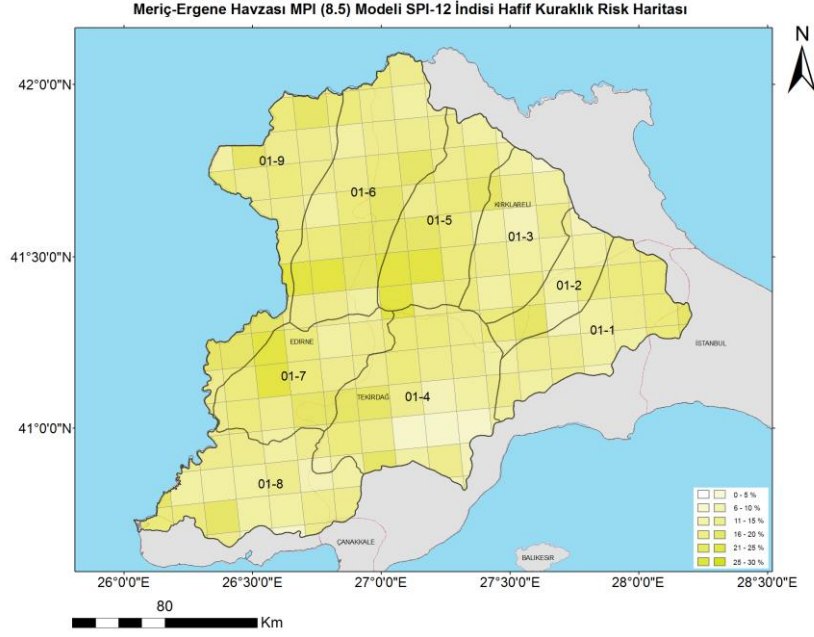 Meriç-Ergene Havzası MPI (8.5) Modeli SPI-12 İndisi Hafif Kuraklık Risk Haritası
N
42°0'0"N
41°30'0"N
41°0'0"N
01-9
01-6
01-5
KIRKLARELİ
01-3
01-2
01-1
İSTANBUL
EDİRNE
01-7
TEKİRDAĞ
01-4
01-8
ÇANAKKALE
BALIKESİR
0 - 5 %
6 - 10 %
11 - 15 %
16 - 20 %
21 - 25 %
25 - 30 %
26°0'0"E
26°30'0"E
27°0'0"E
27°30'0"E
28°0'0"E
28°30'0"E
80
Km